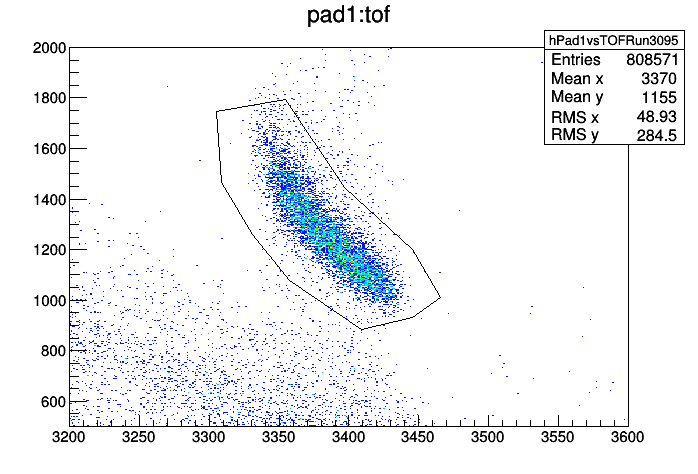 pad1:tof
hPad1vsTOFRun3095
Entries 808571
Mean x 3370
Mean y 1155
RMS x 48.93
RMS y 284.5
2000
1800
1600
1400
1200
1000
800
600
3200 3250 3300 3350 3400 3450 3500 3550 3600